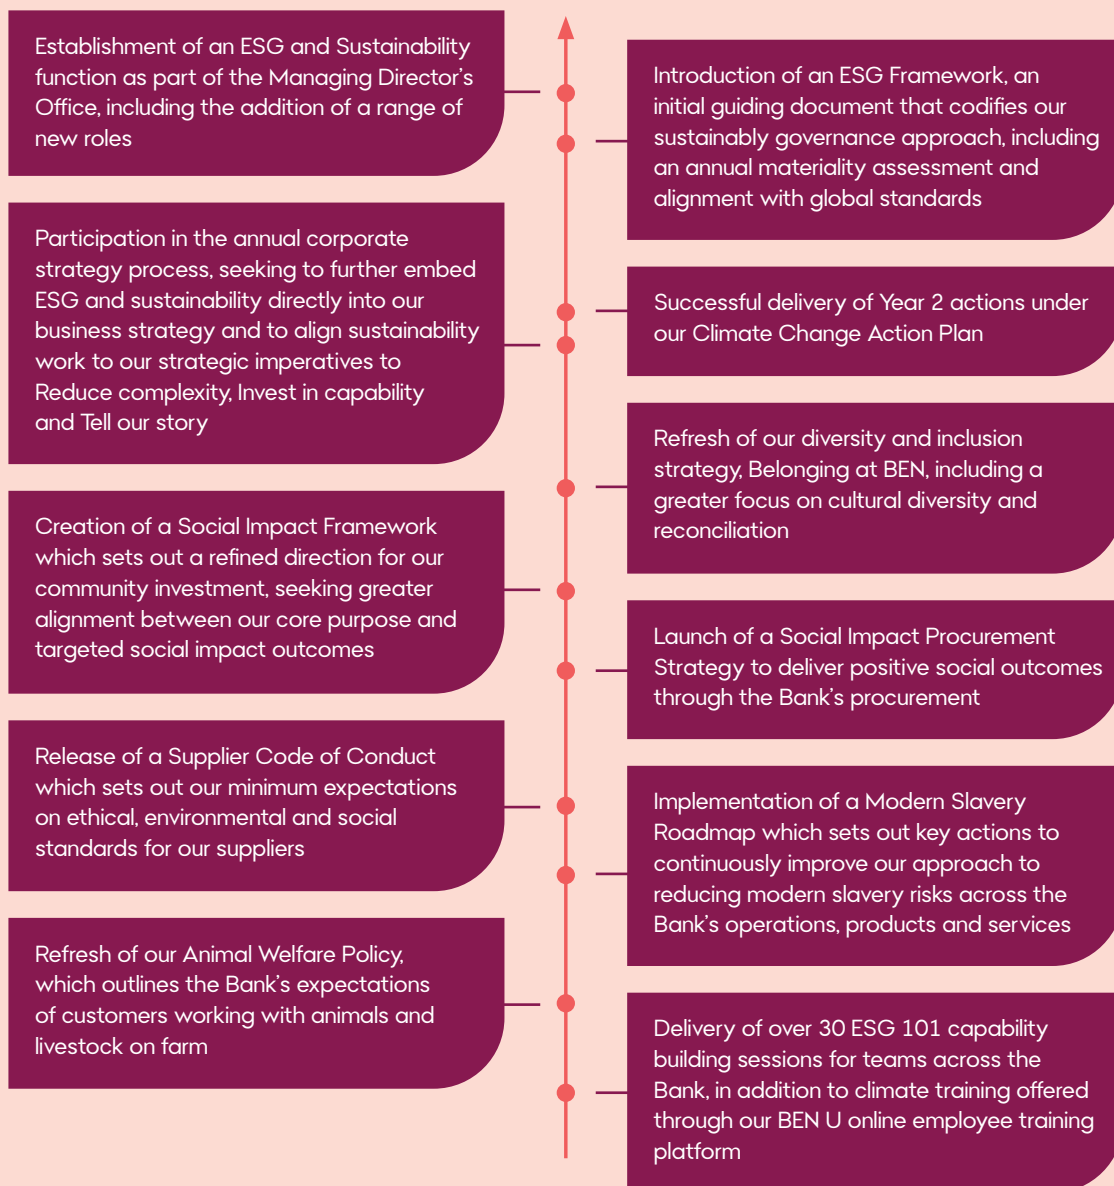 Establishment of an ESG and Sustainability
function as part of the Managing Director's
Office, including the addition of a range of
new roles
Introduction of an ESG Framework, an
initial guiding document that codifies our
sustainably governance approach, including
an annual materiality assessment and
alignment with global standards
Participation in the annual corporate
strategy process, seeking to further embed
ESG and sustainability directly into our
business strategy and to align sustainability
work to our strategic imperatives to
Reduce complexity, Invest in capability
and Tell our story
Successful delivery of Year 2 actions under
our Climate Change Action Plan
Refresh of our diversity and inclusion
strategy, Belonging at BEN, including a
greater focus on cultural diversity and
reconciliation
Creation of a Social Impact Framework
which sets out a refined direction for our
community investment, seeking greater
alignment between our core purpose and
targeted social impact outcomes
Launch of a Social Impact Procurement
Strategy to deliver positive social outcomes
through the Bank's procurement
Release of a Supplier Code of Conduct
which sets out our minimum expectations
on ethical, environmental and social
standards for our suppliers
Implementation of a Modern Slavery
Roadmap which sets out key actions to
continuously improve our approach to
reducing modern slavery risks across the
Bank's operations, products and services
Refresh of our Animal Welfare Policy,
which outlines the Bank's expectations
of customers working with animals and
livestock on farm
Delivery of over 30 ESG 101 capability
building sessions for teams across the
Bank, in addition to climate training offered
through our BEN U online employee training
platform